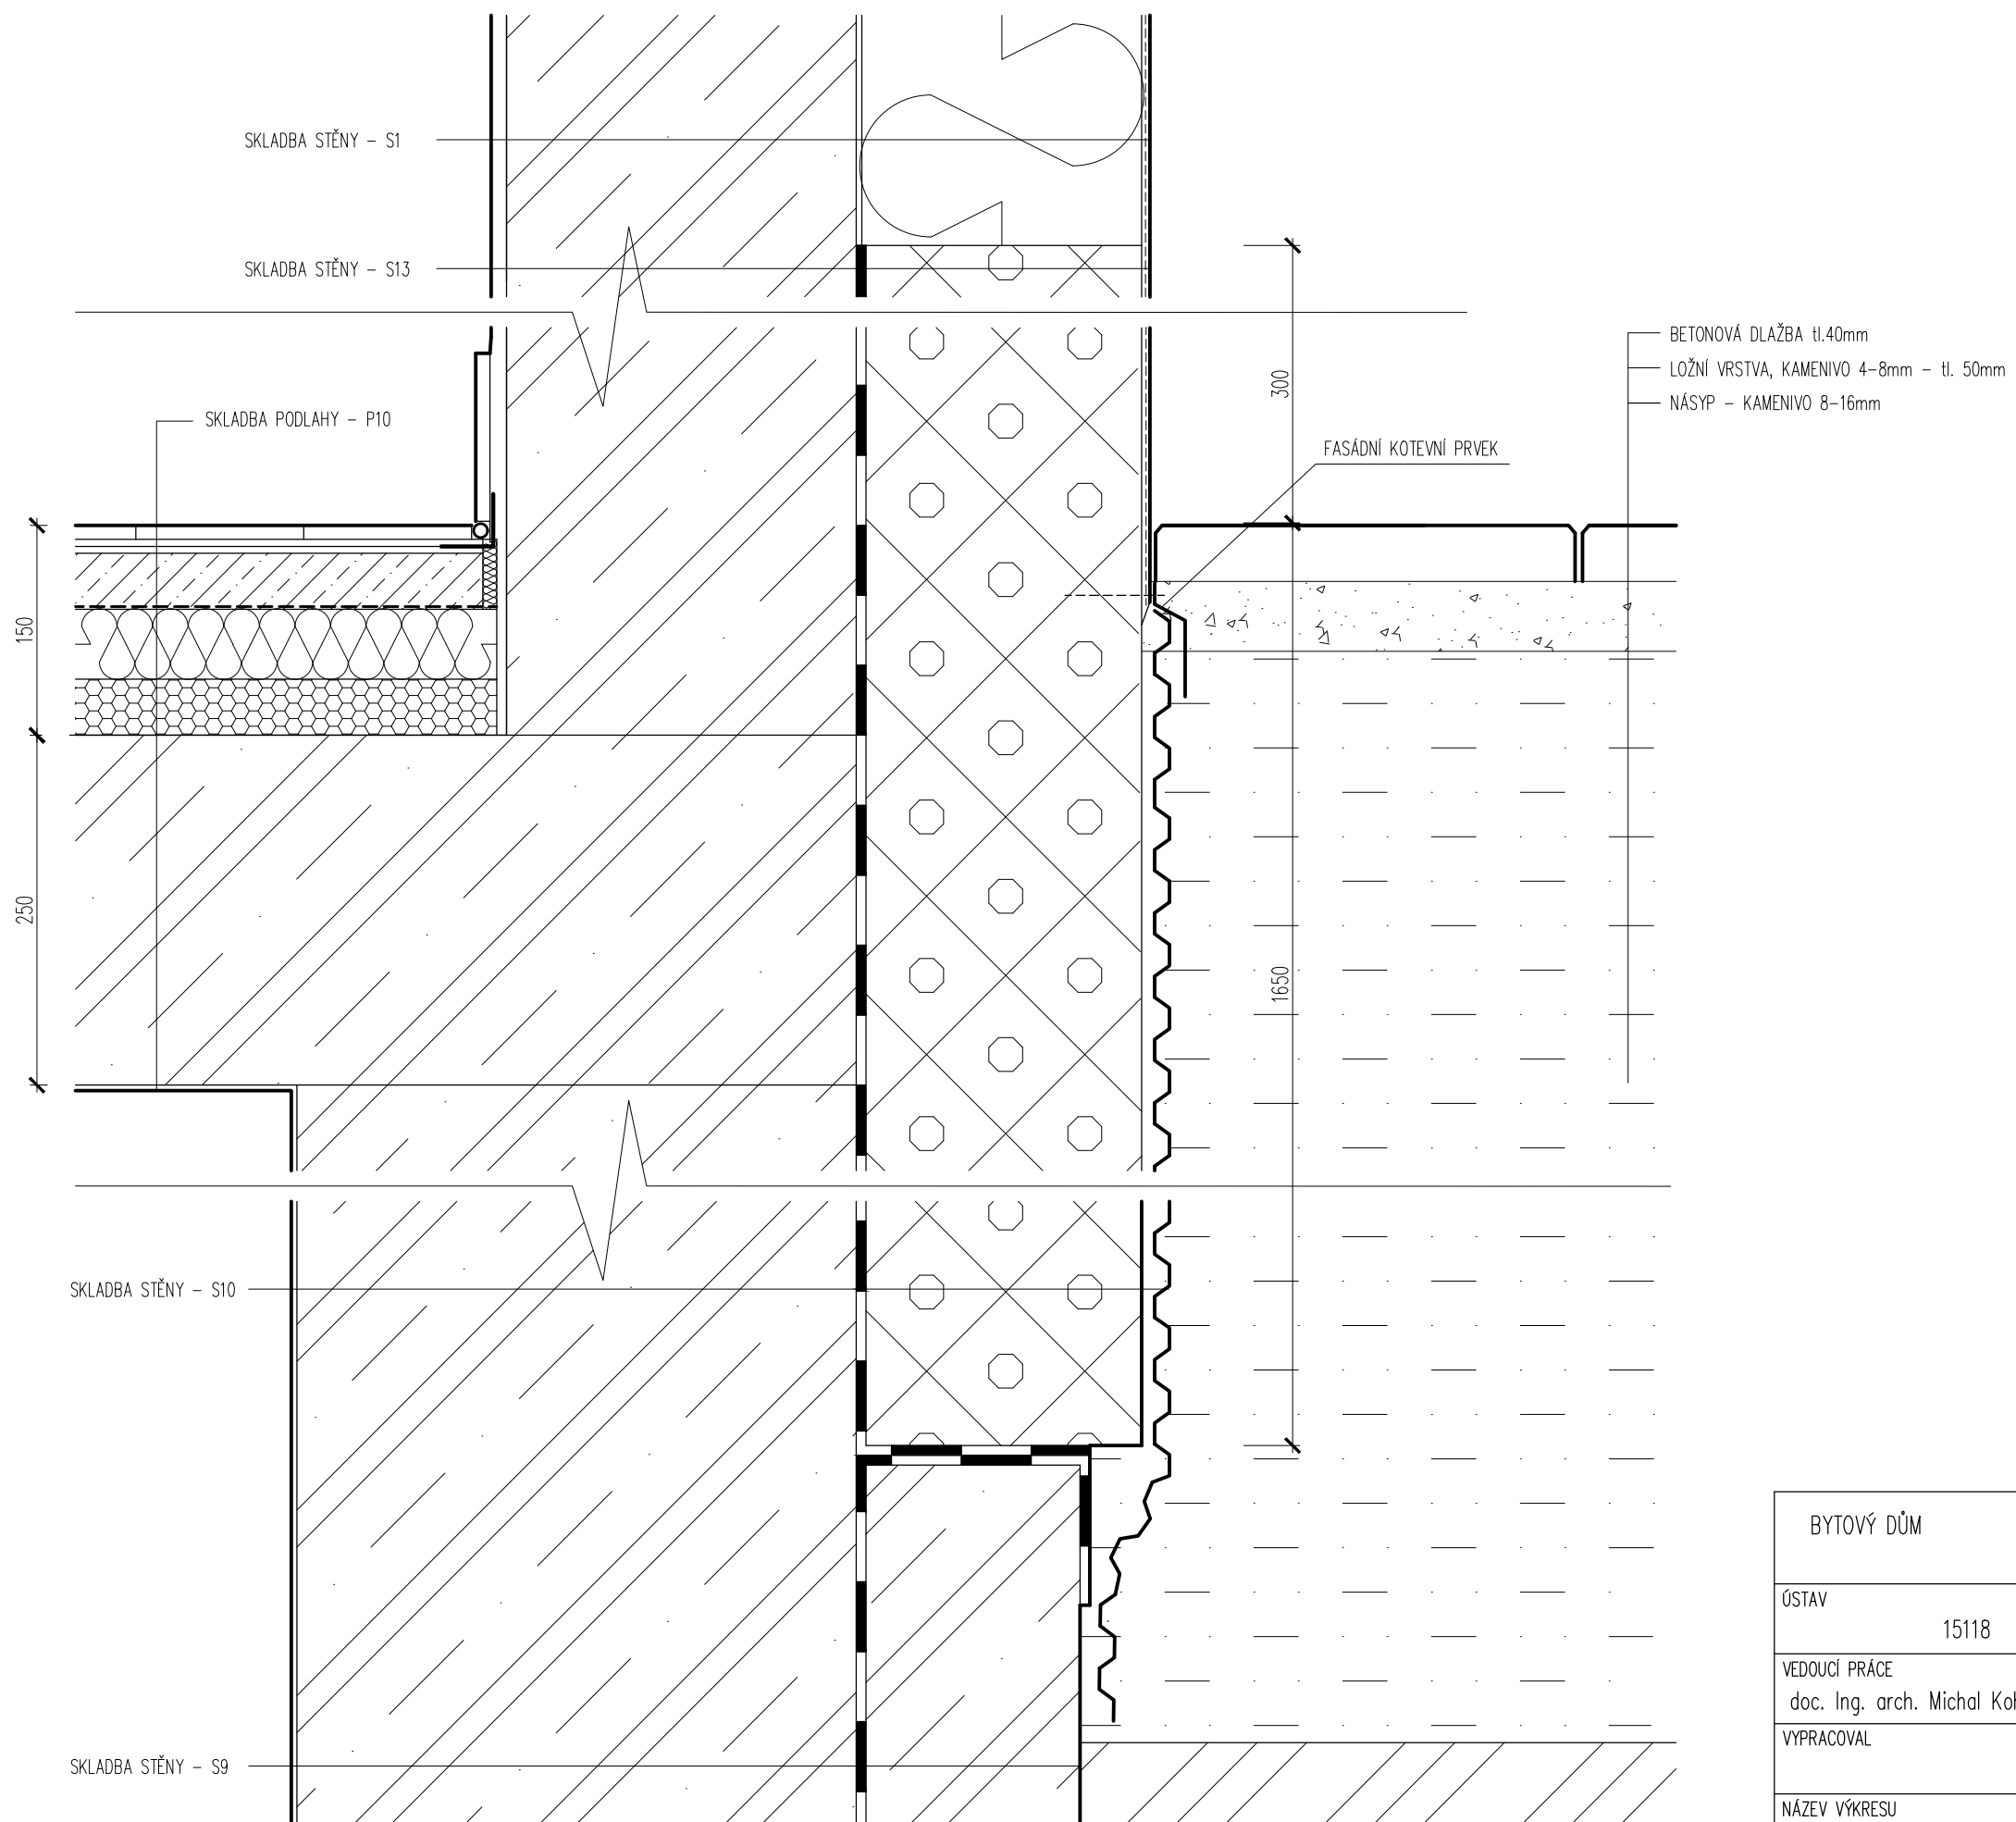 SKLADBA STĚNY - S1
SKLADBA STĚNY - S13
BETONOVÁ DLAŽBA tl.40mm
LOŽNÍ VRSTVA, KAMENIVO 4-8mm - tl. 50mm
NÁSYP - KAMENIVO 8-16mm
300
SKLADBA PODLAHY - P10
FASÁDNÍ KOTEVNÍ PRVEK
150
250
1650
SKLADBA STĚNY - S10
BYTOVÝ DŮM
ÚSTAV
15118
VEDOUCÍ PRÁCE
doc. Ing. arch. Michal
VYPRACOVAL
SKLADBA STĚNY - S9
NÁZEV VÝKRESU